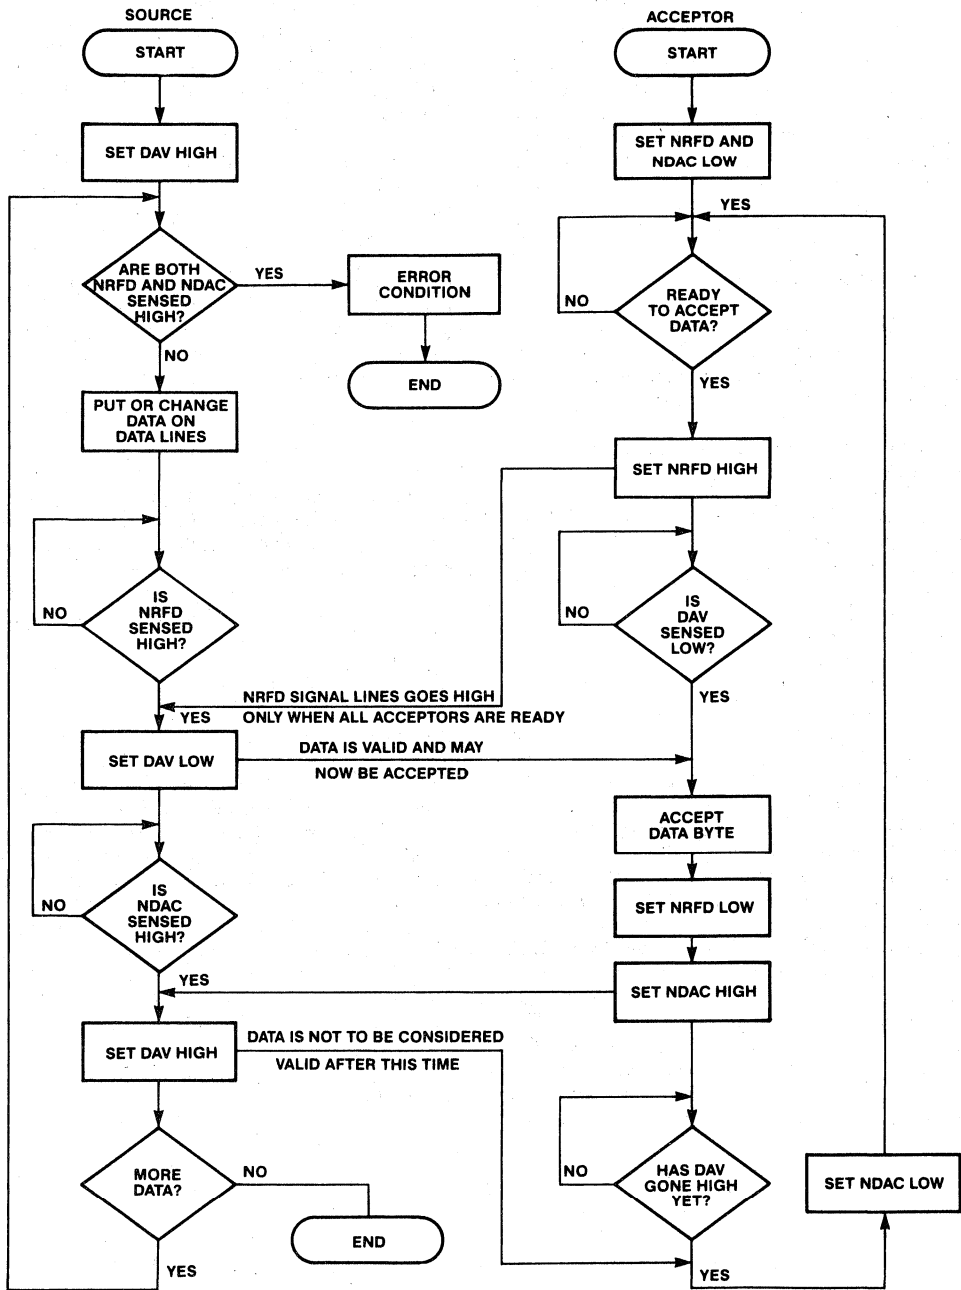 SOURCE
START
SET DAV HIGH
ARE BOTH
NRFD AND NDAC
SENSED
HIGH?
YES
ERROR
CONDITION
END
NO
PUT OR CHANGE
DATA ON
DATA LINES
IS
NRFD
SENSED
HIGH?
NO
YES
NRFD SIGNAL LINES GOES HIGH
ONLY WHEN ALL ACCEPTORS ARE READY
SET DAV LOW
DATA IS VALID AND MAY
NOW BE ACCEPTED
IS
NDAC
SENSED
HIGH?
NO
YES
SET DAV HIGH
DATA IS NOT TO BE CONSIDERED
VALID AFTER THIS TIME
MORE
DATA?
NO
END
YES
ACCEPTOR
START
SET NRFD AND
NDAC LOW
YES
READY
TO ACCEPT
DATA?
NO
YES
SET NRFD HIGH
IS
DAV
SENSED
LOW?
NO
YES
ACCEPT
DATA BYTE
SET NRFD LOW
SET NDAC HIGH
HAS DAV
GONE HIGH
YET?
NO
YES
SET NDAC LOW